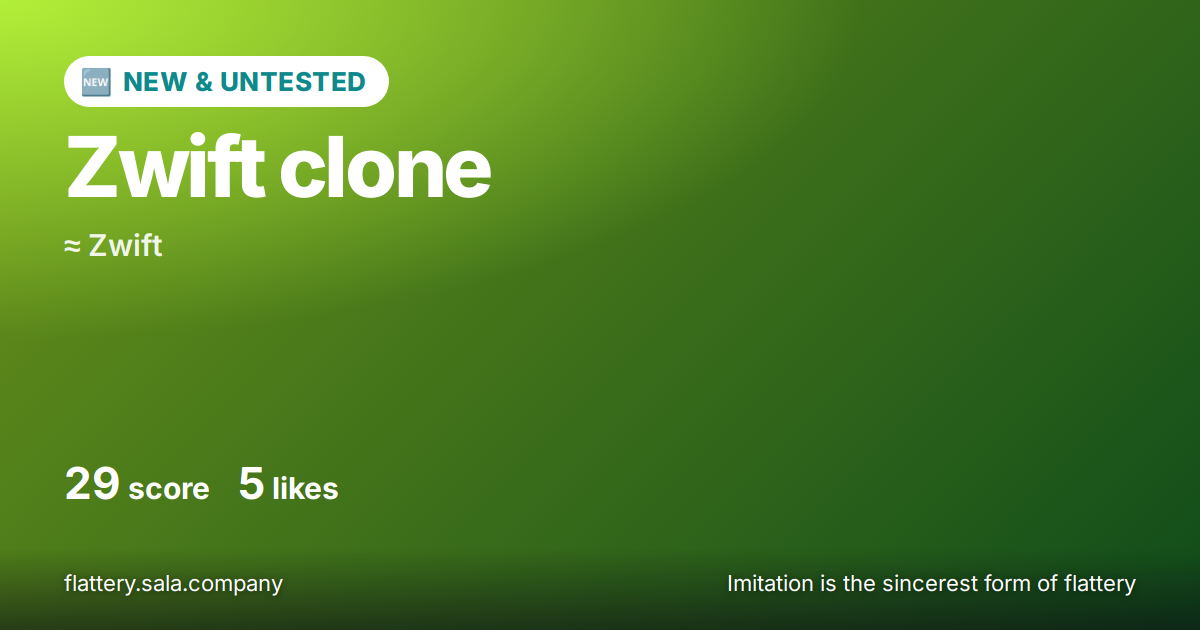 🆕 NEW & UNTESTED
Zwift clone
≈ Zwift
29 score 5 likes
flattery.sala.company
Imitation is the sincerest form of flattery